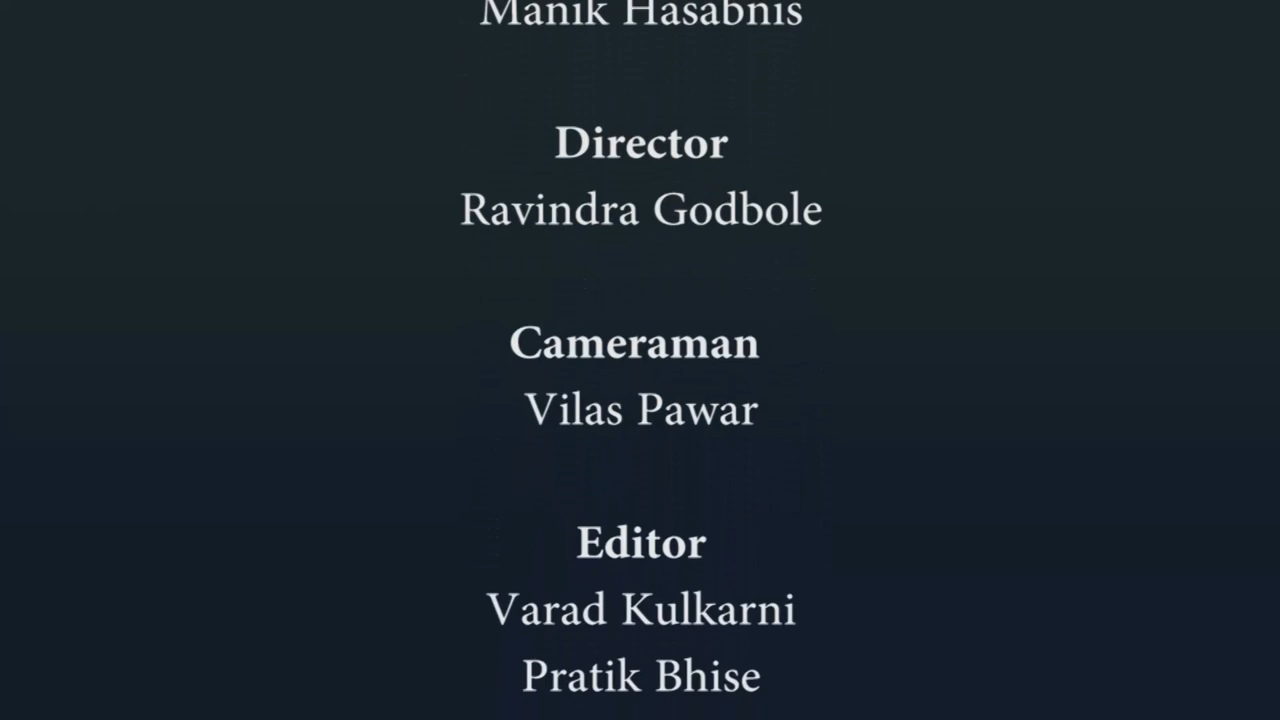 Manik Hasabnis
Director
Ravindra Godbole
Cameraman
Vilas Pawar
Editor
Varad Kulkarni
Pratik Bhise